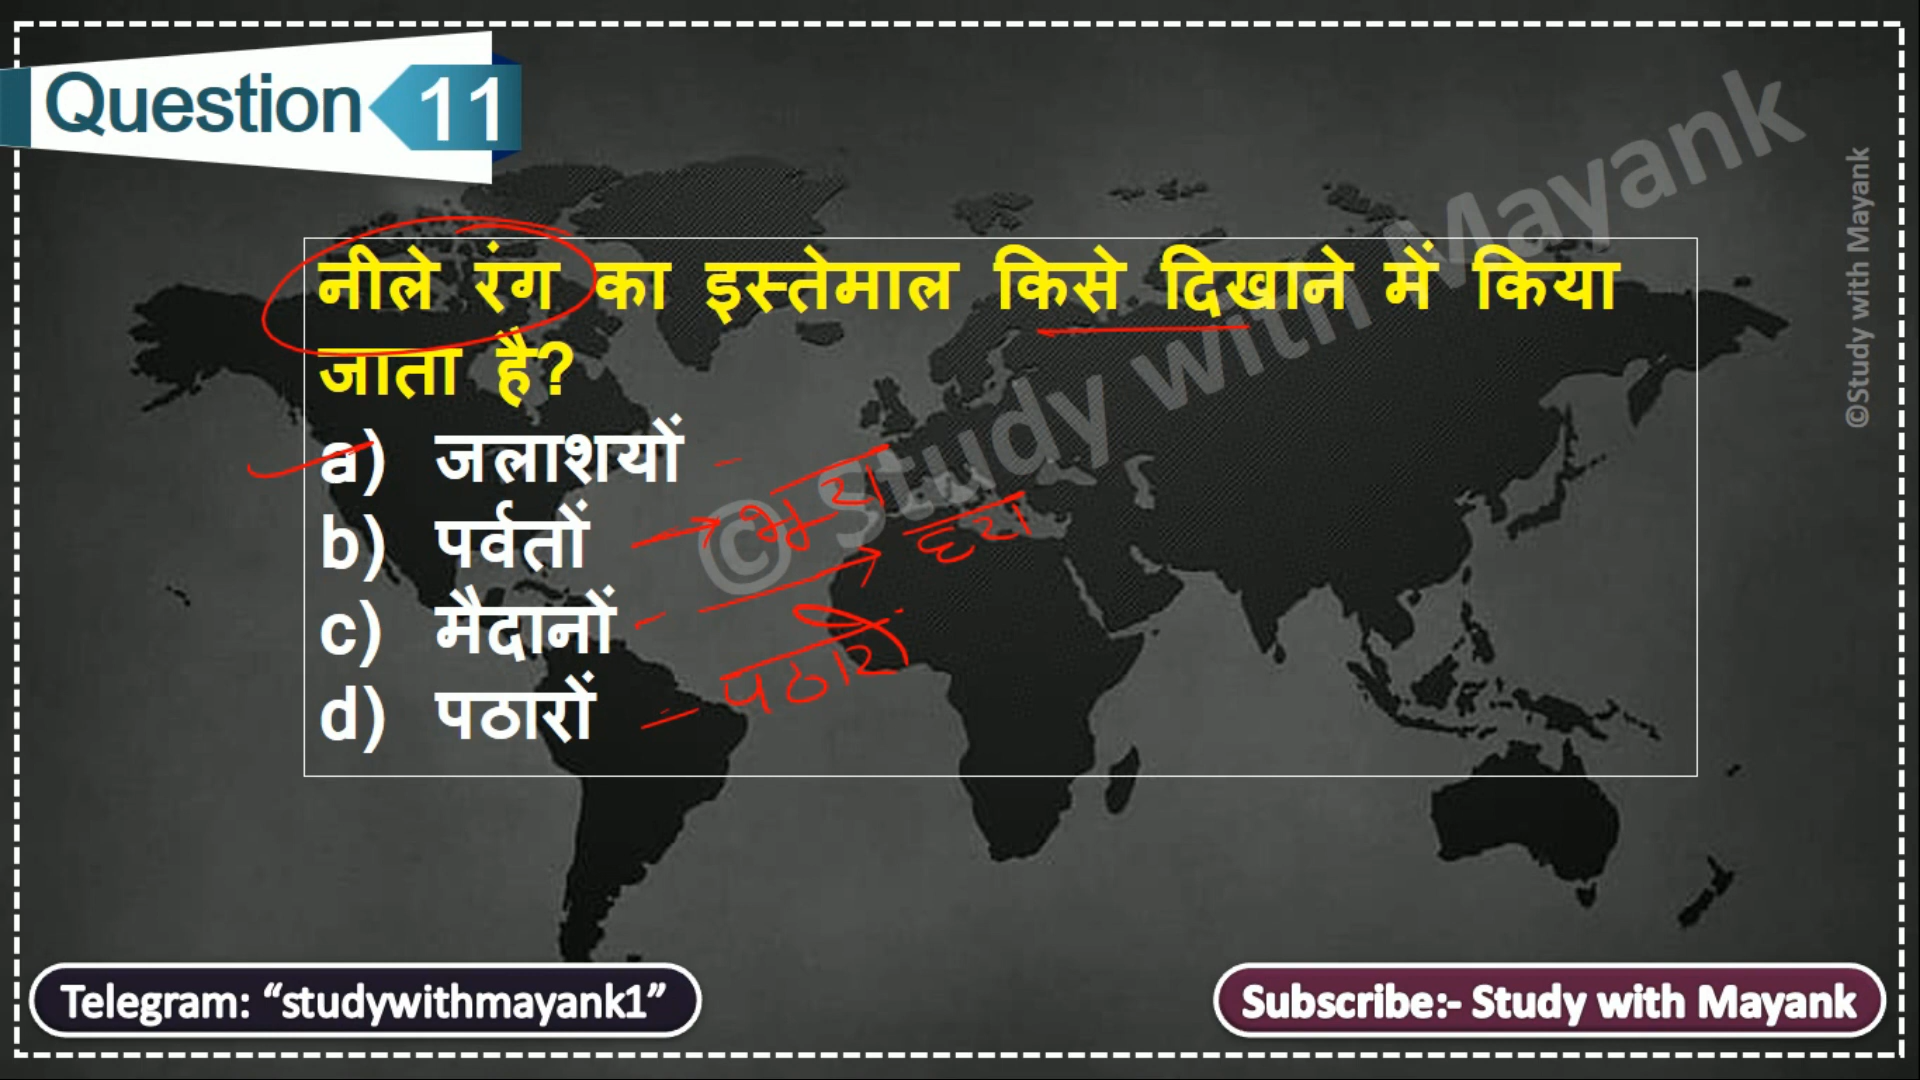 Question 11
©Study with Mayank
© Study with Mayank
नीले रंग का इस्तेमाल किसे दिखाने में किया
जाता है?
a) जलाशयों
b) पर्वतों
भूरा
c) मैदानों
हरा
d) पठारों
Telegram: “studywithmayank1”
Subscribe:- Study with Mayank